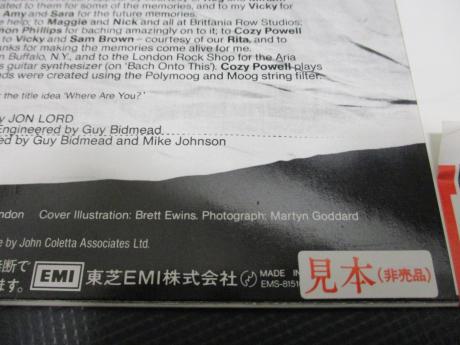 ated to them for some of the memories, and to my Vicky for
Amy and Sara for the future memories.
e help; to Maggie and Nick and all at Brittania Row Studios;
mon Phillips for baching amazingly on to it; to Cozy Powell
to Vicky and Sam Brown – courtesy of our Rita, and to
anks for making the memories come alive for me.
n Buffalo, N.Y., and to the London Rock Shop for the Aria
s guitar synthesizer (on 'Bach Onto This'). Cozy Powell plays
nds were created using the Polymoog and Moog string filter.
r the title idea 'Where Are You?'
y JON LORD
Engineered by Guy Bidmead
ed by Guy Bidmead and Mike Johnson
ndon Cover Illustration: Brett Ewins. Photograph: Martyn Goddard
e by John Coletta Associates Ltd.
断で
ます。
EMI 東芝EMI株式会社 MADE IN
EMS-8151
見本(非売品)